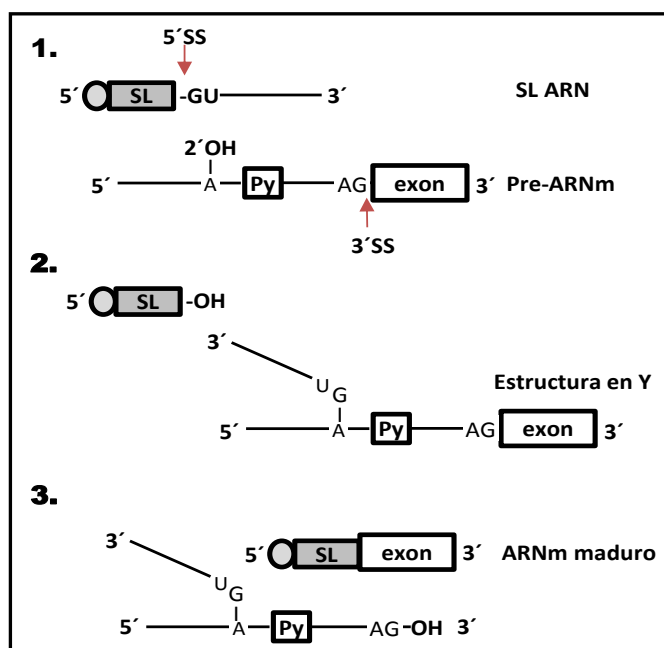 1.
5´SS
5´ SL -GU 3´ SL ARN
2´OH
5´ A Py AG exon 3´ Pre-ARNm
3´SS
2.
5´ SL -OH
3´
U
G
Estructura en Y
5´ A Py AG exon 3´
3.
3´
5´ SL exon 3´ ARNm maduro
U
G
5´ A Py AG-OH 3´